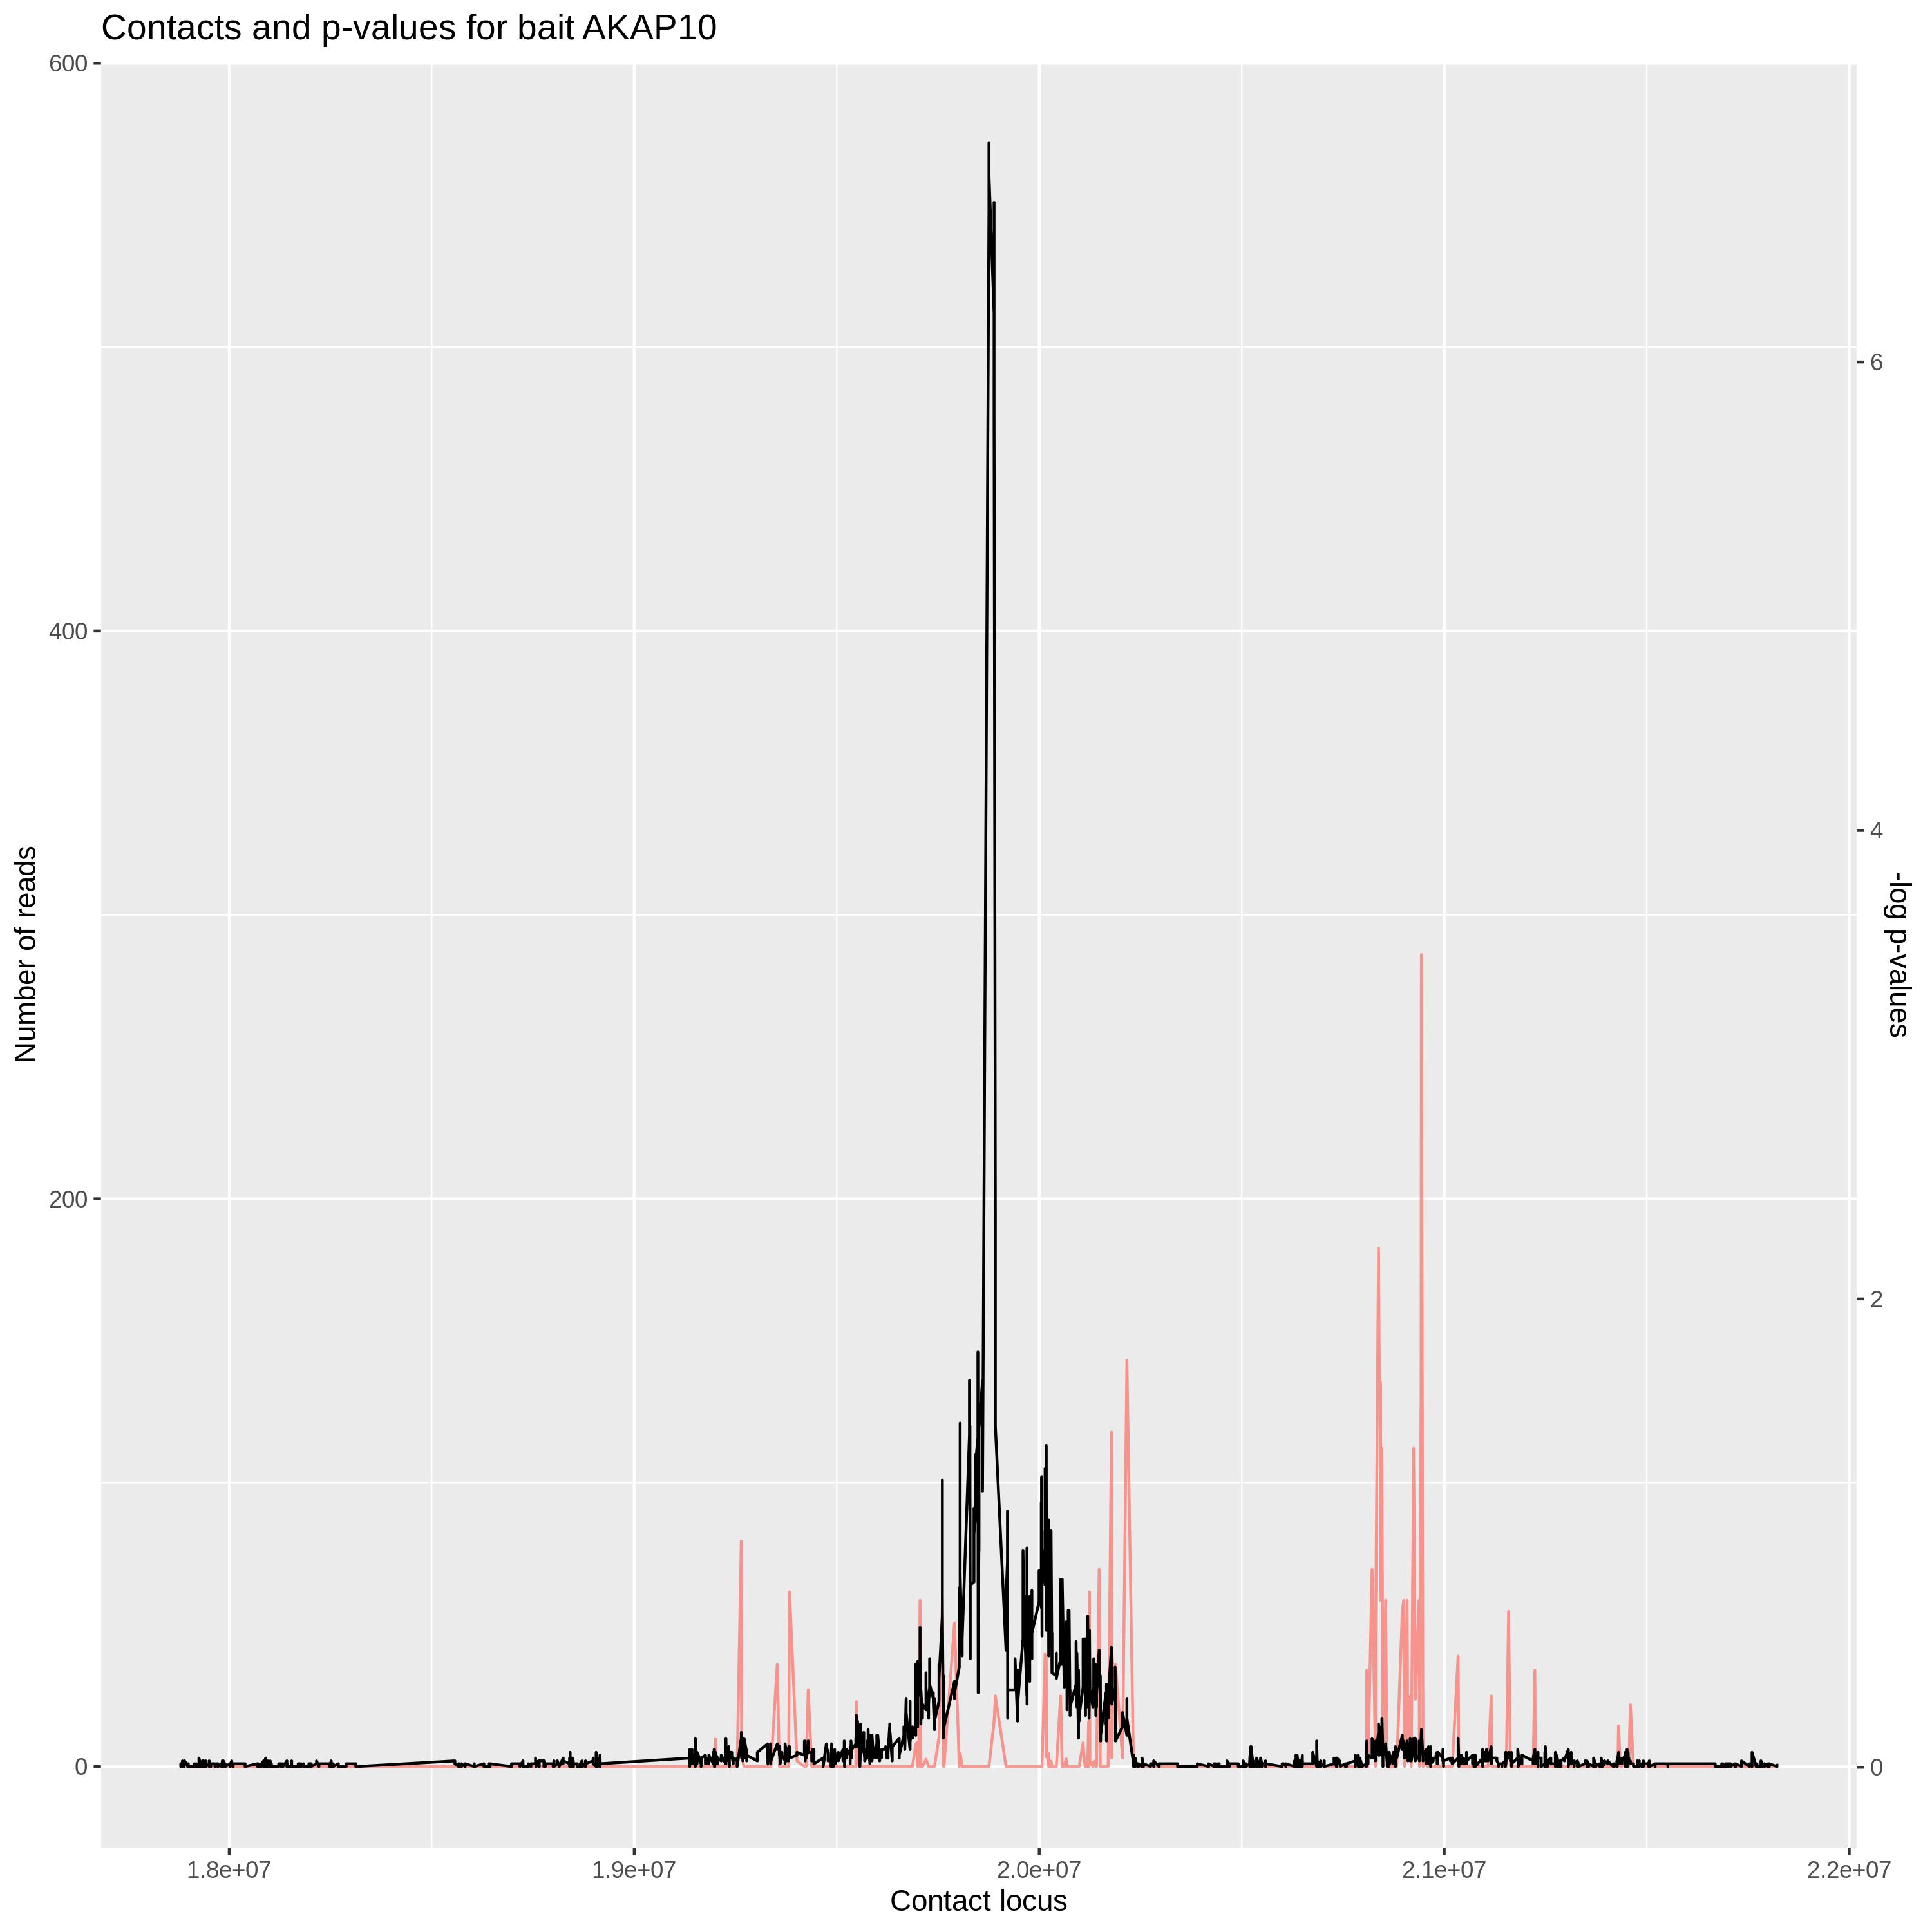 Contacts and p-values for bait AKAP10
600
400
200
0
Number of reads
6
4
2
0
-log p-values
1.8e+07
1.9e+07
2.0e+07
2.1e+07
2.2e+07
Contact locus